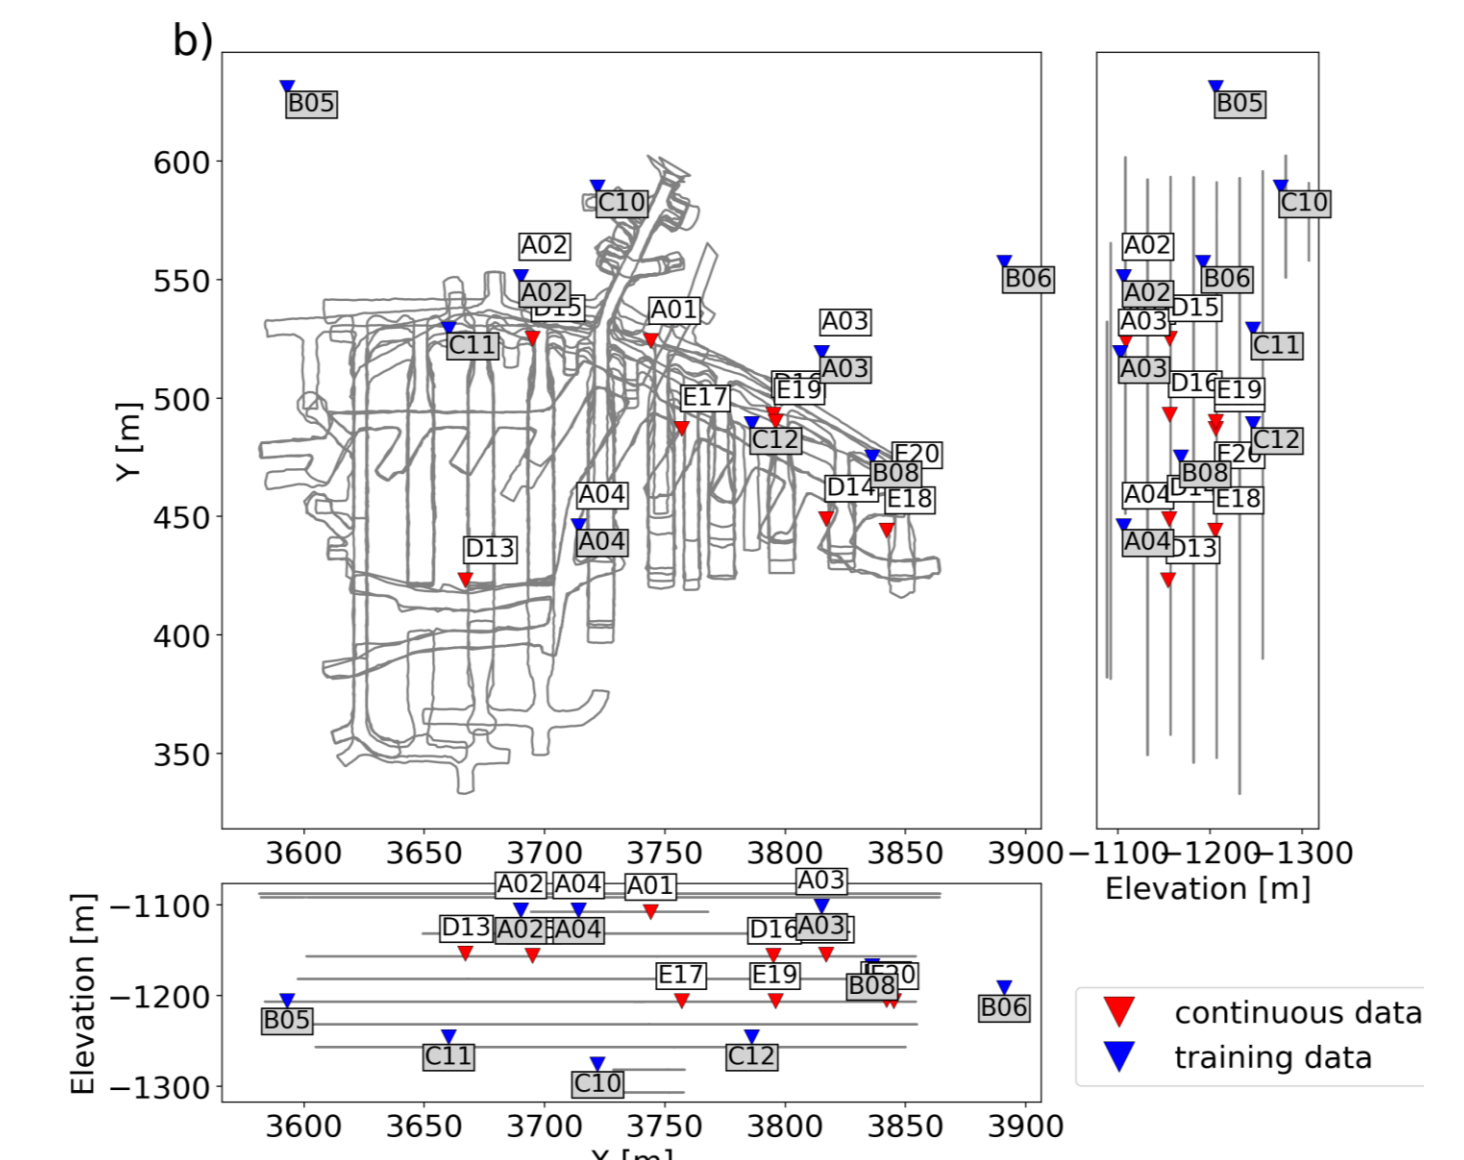 b)
B05
B05
600
C10
C10
A02
A02
550
B06
B06
A02
A02
D15
D15
A01
A03
A03
C11
C11
A03
A03
D16
E19
D16
E19
500
E17
C12
C12
Y [m]
E20
E20
B08
B08
D14
A04
E18
A04
E18
450
A04
D13
A04
D13
400
350
3600
3650
3700
3750
3800
3850
3900
−1100
−1200
−1300
Elevation [m]
A02
A04
A01
A03
−1100
D13
A02
A04
D16
A03
Elevation [m]
E17
E19
E20
B08
−1200
B05
B06
C11
C12
C10
−1300
3600
3650
3700
3750
3800
3850
3900
X [m]
continuous data
training data